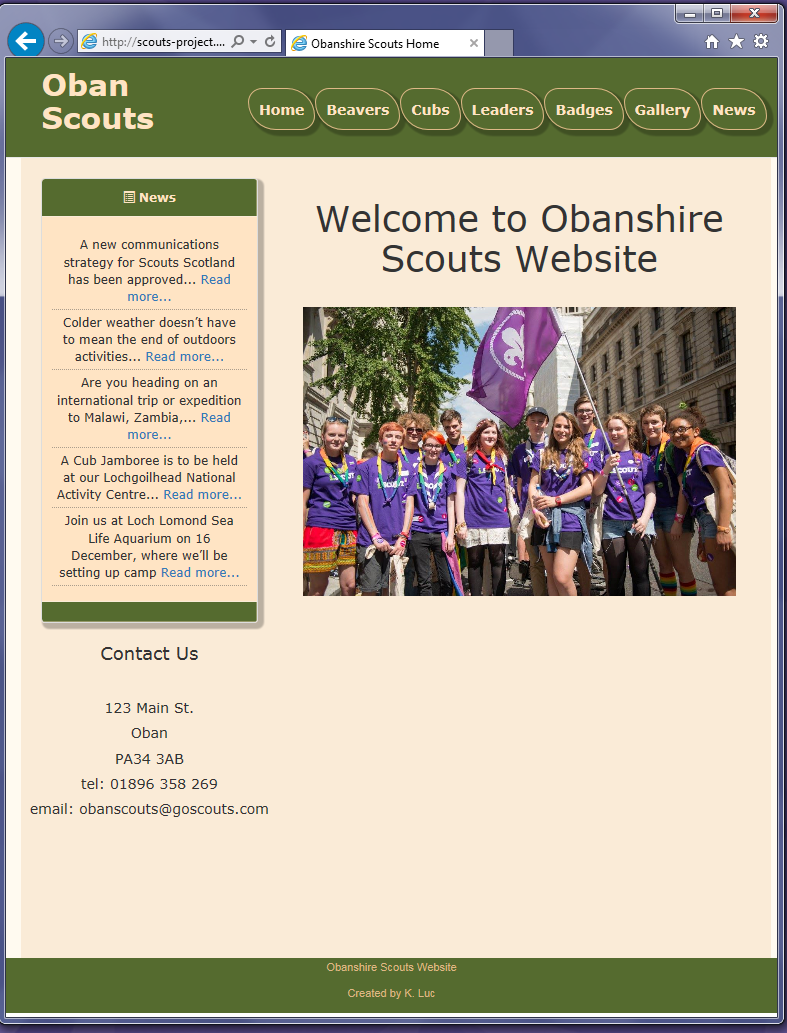 http://scouts-project....
Obanshire Scouts Home
Oban
Scouts
Home Beavers Cubs Leaders Badges Gallery News
News
A new communications
strategy for Scouts Scotland
has been approved... Read
more...
Colder weather doesn’t have
to mean the end of outdoors
activities... Read more...
Are you heading on an
international trip or expedition
to Malawi, Zambia,... Read
more...
A Cub Jamboree is to be held
at our Lochgoilhead National
Activity Centre... Read more...
Join us at Loch Lomond Sea
Life Aquarium on 16
December, where we’ll be
setting up camp Read more...
Contact Us
123 Main St.
Oban
PA34 3AB
tel: 01896 358 269
email: obanscouts@goscouts.com
Welcome to Obanshire
Scouts Website
Obanshire Scouts Website
Created by K. Luc